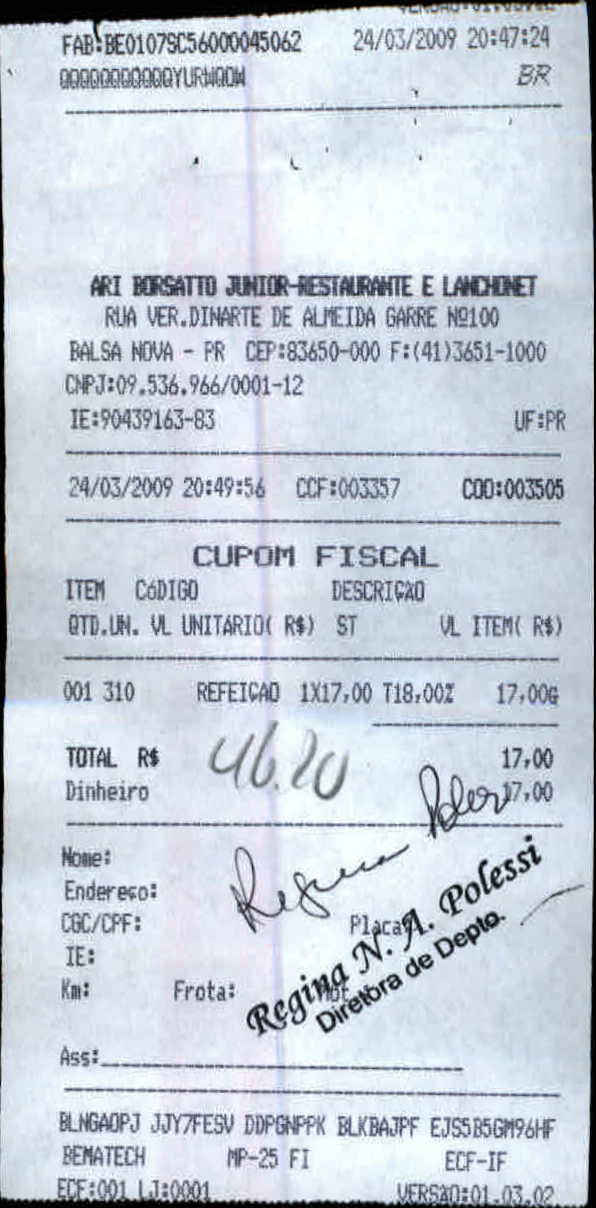 FAB:BE0107SC56000045062 24/03/2009 20:47:24
QQQQQQQQQQQYURWQOW BR
ARI BORSATTO JUNIOR-RESTAURANTE E LANCHONET
RUA VER.DINARTE DE ALMEIDA GARRE Nº100
BALSA NOVA - PR CEP:83650-000 F:(41)3651-1000
CNPJ:09.536.966/0001-12
IE:90439163-83 UF:PR
24/03/2009 20:49:56 CCF:003357 COO:003505
CUPOM FISCAL
ITEM CóDIGO DESCRIÇÃO
QTD.UN. VL UNITÁRIO( R$) ST VL ITEM( R$)
001 310 REFEIÇAO 1X17,00 T18,00% 17,00G
TOTAL R$ 17,00
46.20
Dinheiro 17,00
Nome:
Endereço:
CGC/CPF: Placa
IE:
Km: Frota: Mot
Regina N. A. Polessi
Diretora de Depto.
Ass:
BLNGAOPJ JJY7FESV DDPGNPPK BLKBAJPF EJS5B5GM96HF
BEMATECH MP-25 FI ECF-IF
ECF:001 LJ:0001 VERSÃO:01.03.02